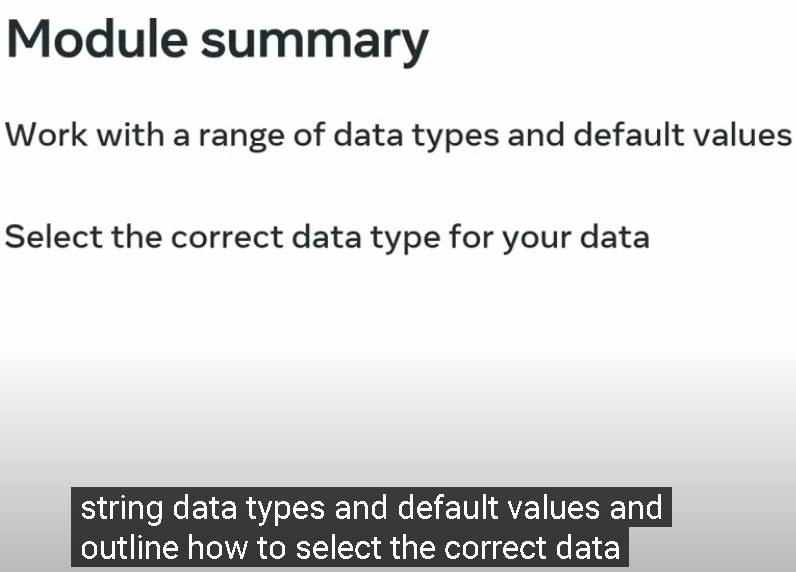 Module summary
Work with a range of data types and default values
Select the correct data type for your data
string data types and default values and
outline how to select the correct data